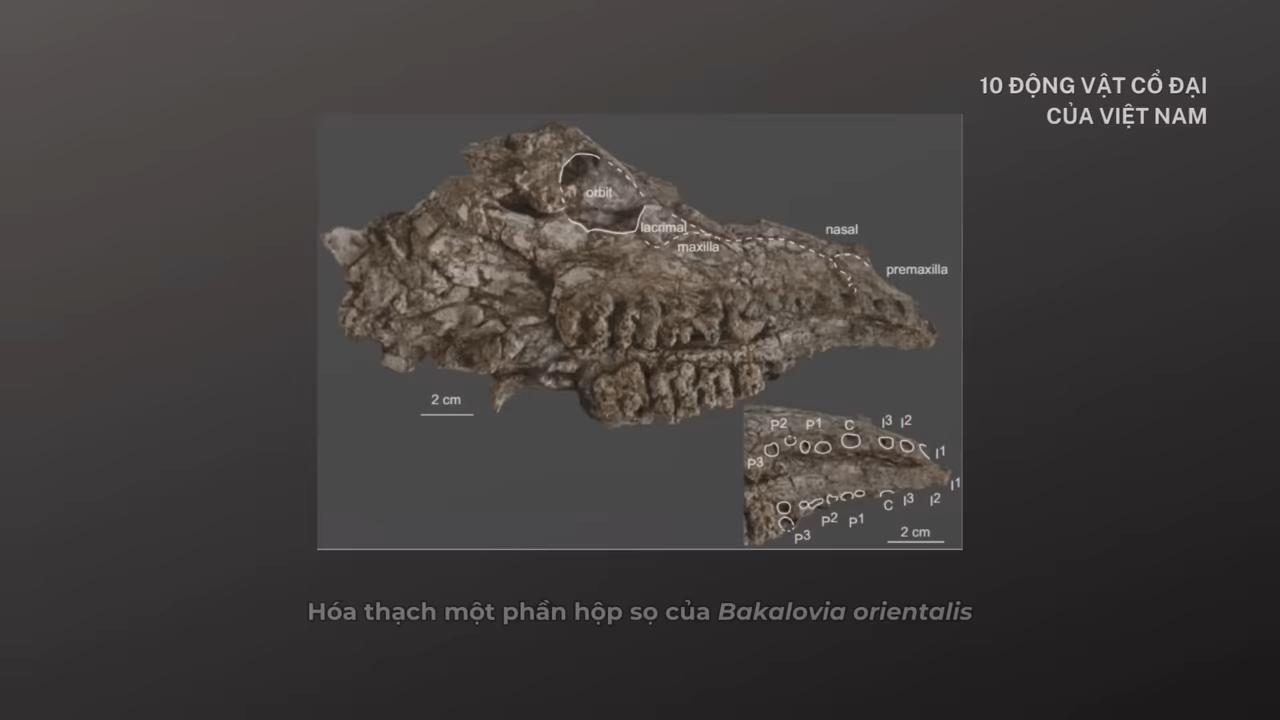 10 ĐỘNG VẬT CỔ ĐẠI
CỦA VIỆT NAM
orbit
lacrimal
maxilla
nasal
premaxilla
2 cm
P2 P1 C I3 I2
P3 I1
I1
C I3 I2
P2 P1
P3
2 cm
Hóa thạch một phần hộp sọ của Bakalovia orientalis